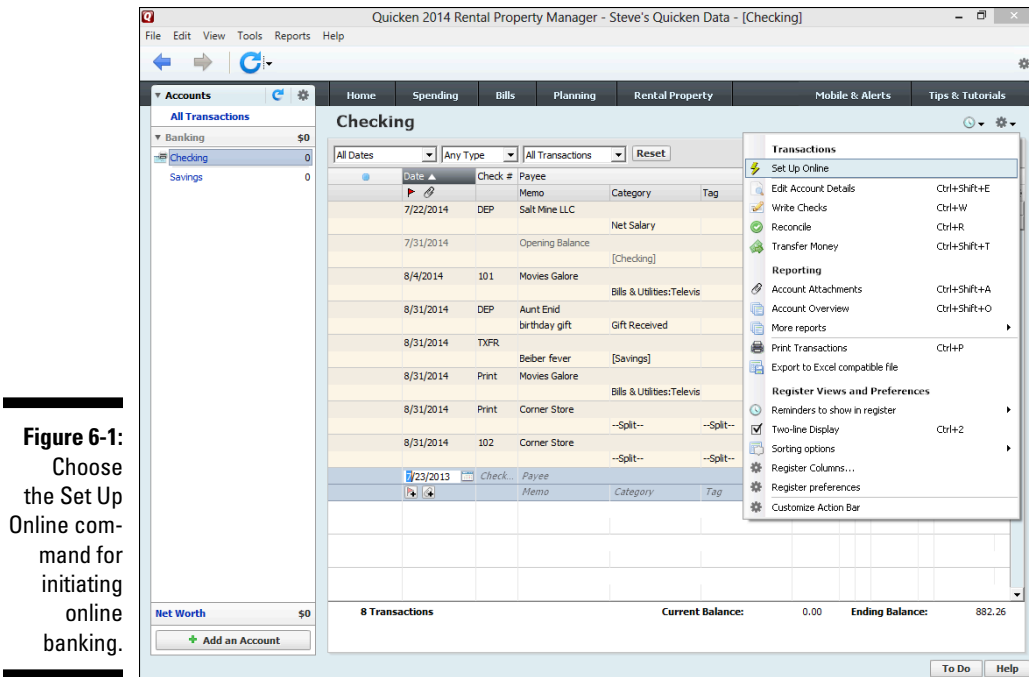 Quicken 2014 Rental Property Manager - Steve's Quicken Data - [Checking]
File Edit View Tools Reports Help
Accounts
All Transactions
Banking $0
Checking 0
Savings 0
Net Worth $0
Add an Account
Home Spending Bills Planning Rental Property Mobile & Alerts Tips & Tutorials
Checking
All Dates Any Type All Transactions Reset
Date Check # Payee
Memo Category Tag
7/22/2014 DEP Salt Mine LLC
Net Salary
7/31/2014 Opening Balance
[Checking]
8/4/2014 101 Movies Galore
Bills & Utilities:Televis
8/31/2014 DEP Aunt Enid
birthday gift Gift Received
8/31/2014 TXFR
Beiber fever [Savings]
8/31/2014 Print Movies Galore
Bills & Utilities:Televis
8/31/2014 Print Corner Store
--Split-- --Split--
8/31/2014 102 Corner Store
--Split-- --Split--
7/23/2013 Check... Payee
Memo Category Tag
8 Transactions Current Balance: 0.00 Ending Balance: 882.26
Transactions
Set Up Online
Edit Account Details Ctrl+Shift+E
Write Checks Ctrl+W
Reconcile Ctrl+R
Transfer Money Ctrl+Shift+T
Reporting
Account Attachments Ctrl+Shift+A
Account Overview Ctrl+Shift+O
More reports
Print Transactions Ctrl+P
Export to Excel compatible file
Register Views and Preferences
Reminders to show in register
Two-line Display Ctrl+2
Sorting options
Register Columns...
Register preferences
Customize Action Bar
To Do Help
Figure 6-1:
Choose
the Set Up
Online com-
mand for
initiating
online
banking.